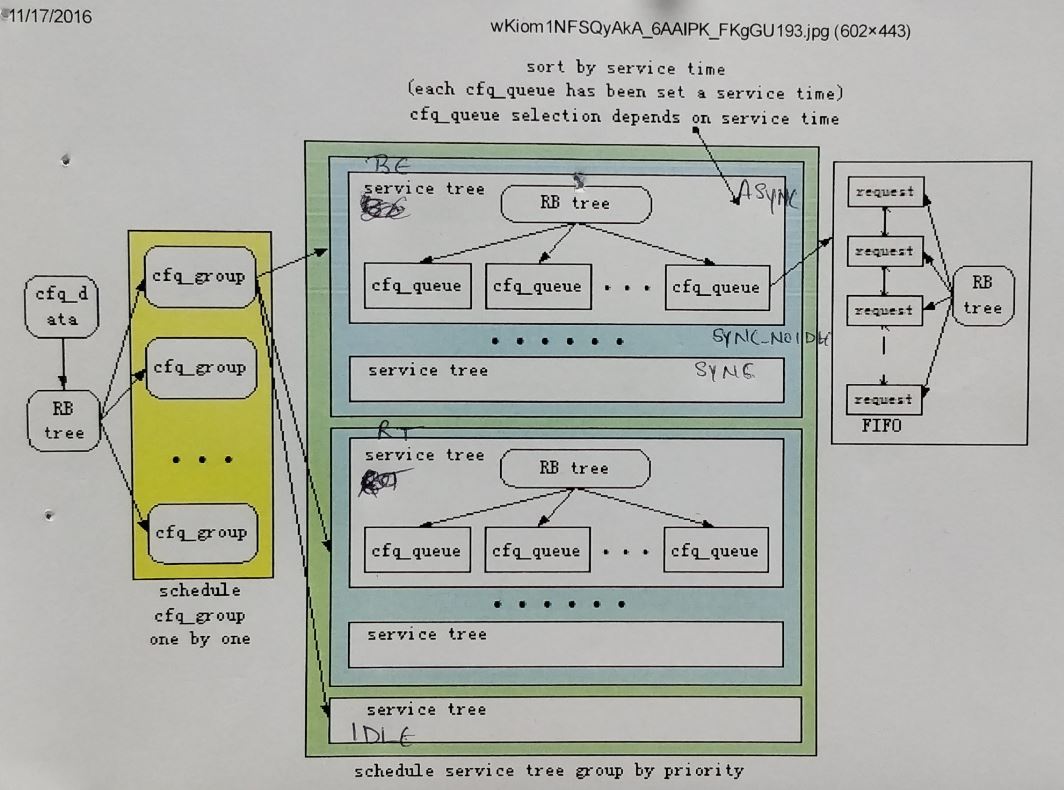 11/17/2016
wKiom1NFSQyAkA_6AAIPK_FKgGU193.jpg (602×443)
sort by service time
(each cfq_queue has been set a service time)
cfq_queue selection depends on service time
cfq_d
ata
RB
tree
cfq_group
cfq_group
cfq_group
schedule
cfq_group
one by one
BE
service tree
RB tree
ASYNC
cfq_queue
cfq_queue
cfq_queue
SYNC_NOIDLE
service tree
SYNC
RT
service tree
RB tree
cfq_queue
cfq_queue
cfq_queue
service tree
service tree
IDLE
schedule service tree group by priority
request
request
request
request
FIFO
RB
tree